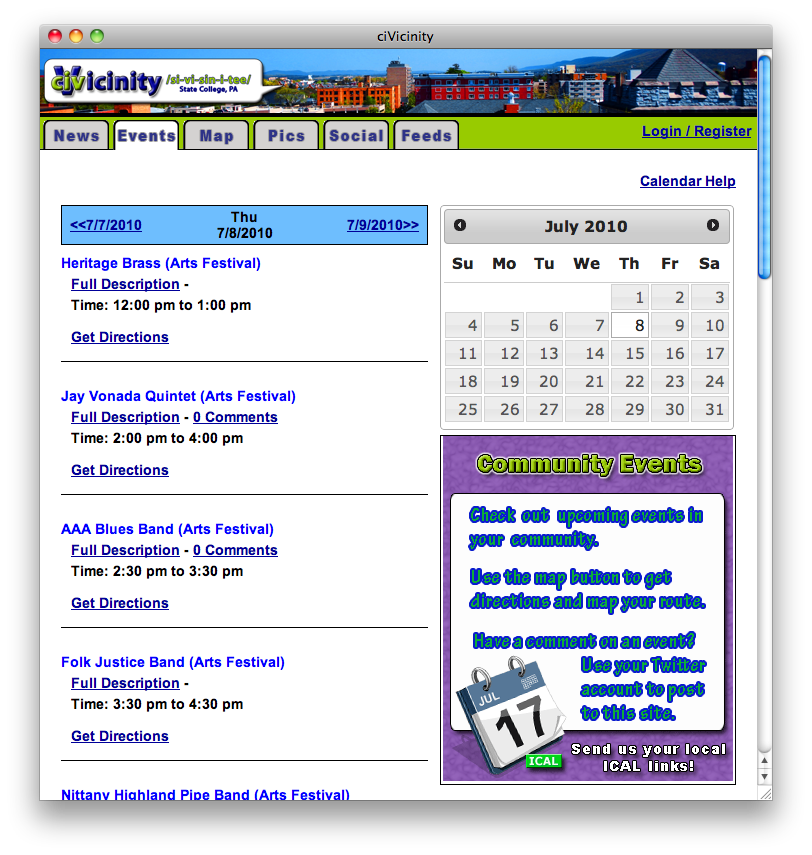 ciVicinity
civicinity /si-vi-sin-i-tee/
State College, PA
News Events Map Pics Social Feeds Login / Register
Calendar Help
<<7/7/2010 Thu 7/8/2010 7/9/2010>>
Heritage Brass (Arts Festival)
Full Description -
Time: 12:00 pm to 1:00 pm
Get Directions
Jay Vonada Quintet (Arts Festival)
Full Description - 0 Comments
Time: 2:00 pm to 4:00 pm
Get Directions
AAA Blues Band (Arts Festival)
Full Description - 0 Comments
Time: 2:30 pm to 3:30 pm
Get Directions
Folk Justice Band (Arts Festival)
Full Description -
Time: 3:30 pm to 4:30 pm
Get Directions
Nittany Highland Pipe Band (Arts Festival)
July 2010
Su Mo Tu We Th Fr Sa
1 2 3
4 5 6 7 8 9 10
11 12 13 14 15 16 17
18 19 20 21 22 23 24
25 26 27 28 29 30 31
Community Events
Check out upcoming events in
your community.
Use the map button to get
directions and map your route.
Have a comment on an event?
Use your Twitter
account to post
to this site.
JUL
17
ICAL
Send us your local
ICAL links!